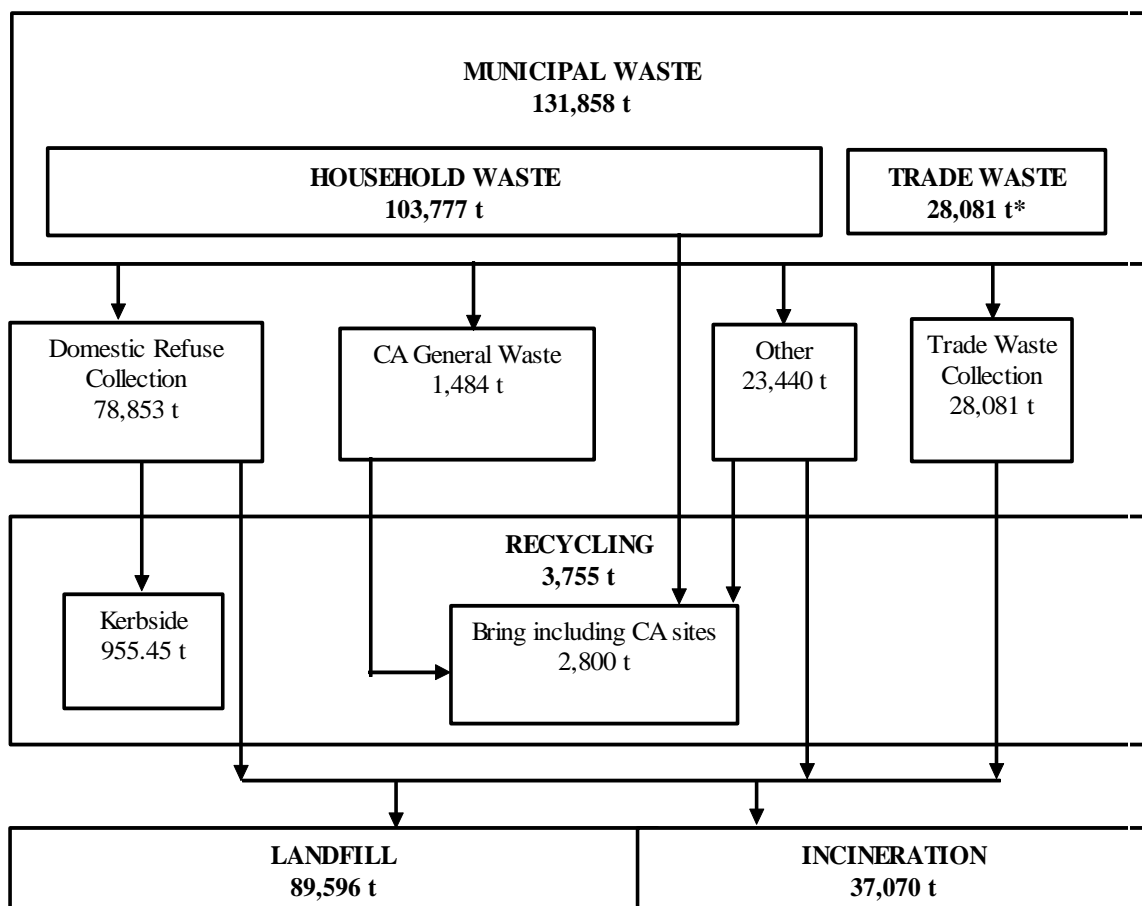 MUNICIPAL WASTE
131,858 t
HOUSEHOLD WASTE
103,777 t
TRADE WASTE
28,081 t*
Domestic Refuse
Collection
78,853 t
CA General Waste
1,484 t
Other
23,440 t
Trade Waste
Collection
28,081 t
RECYCLING
3,755 t
Kerbside
955.45 t
Bring including CA sites
2,800 t
LANDFILL
89,596 t
INCINERATION
37,070 t